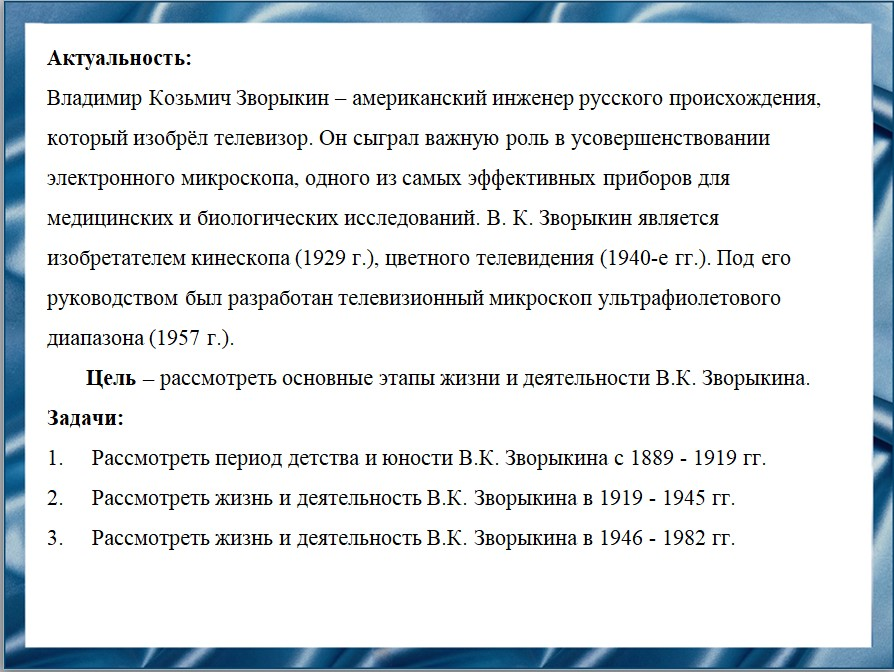 Актуальность:
Владимир Козьмич Зворыкин – американский инженер русского происхождения,
который изобрёл телевизор. Он сыграл важную роль в усовершенствовании
электронного микроскопа, одного из самых эффективных приборов для
медицинских и биологических исследований. В. К. Зворыкин является
изобретателем кинескопа (1929 г.), цветного телевидения (1940-е гг.). Под его
руководством был разработан телевизионный микроскоп ультрафиолетового
диапазона (1957 г.).
Цель – рассмотреть основные этапы жизни и деятельности В.К. Зворыкина.
Задачи:
1. Рассмотреть период детства и юности В.К. Зворыкина с 1889 - 1919 гг.
2. Рассмотреть жизнь и деятельность В.К. Зворыкина в 1919 - 1945 гг.
3. Рассмотреть жизнь и деятельность В.К. Зворыкина в 1946 - 1982 гг.